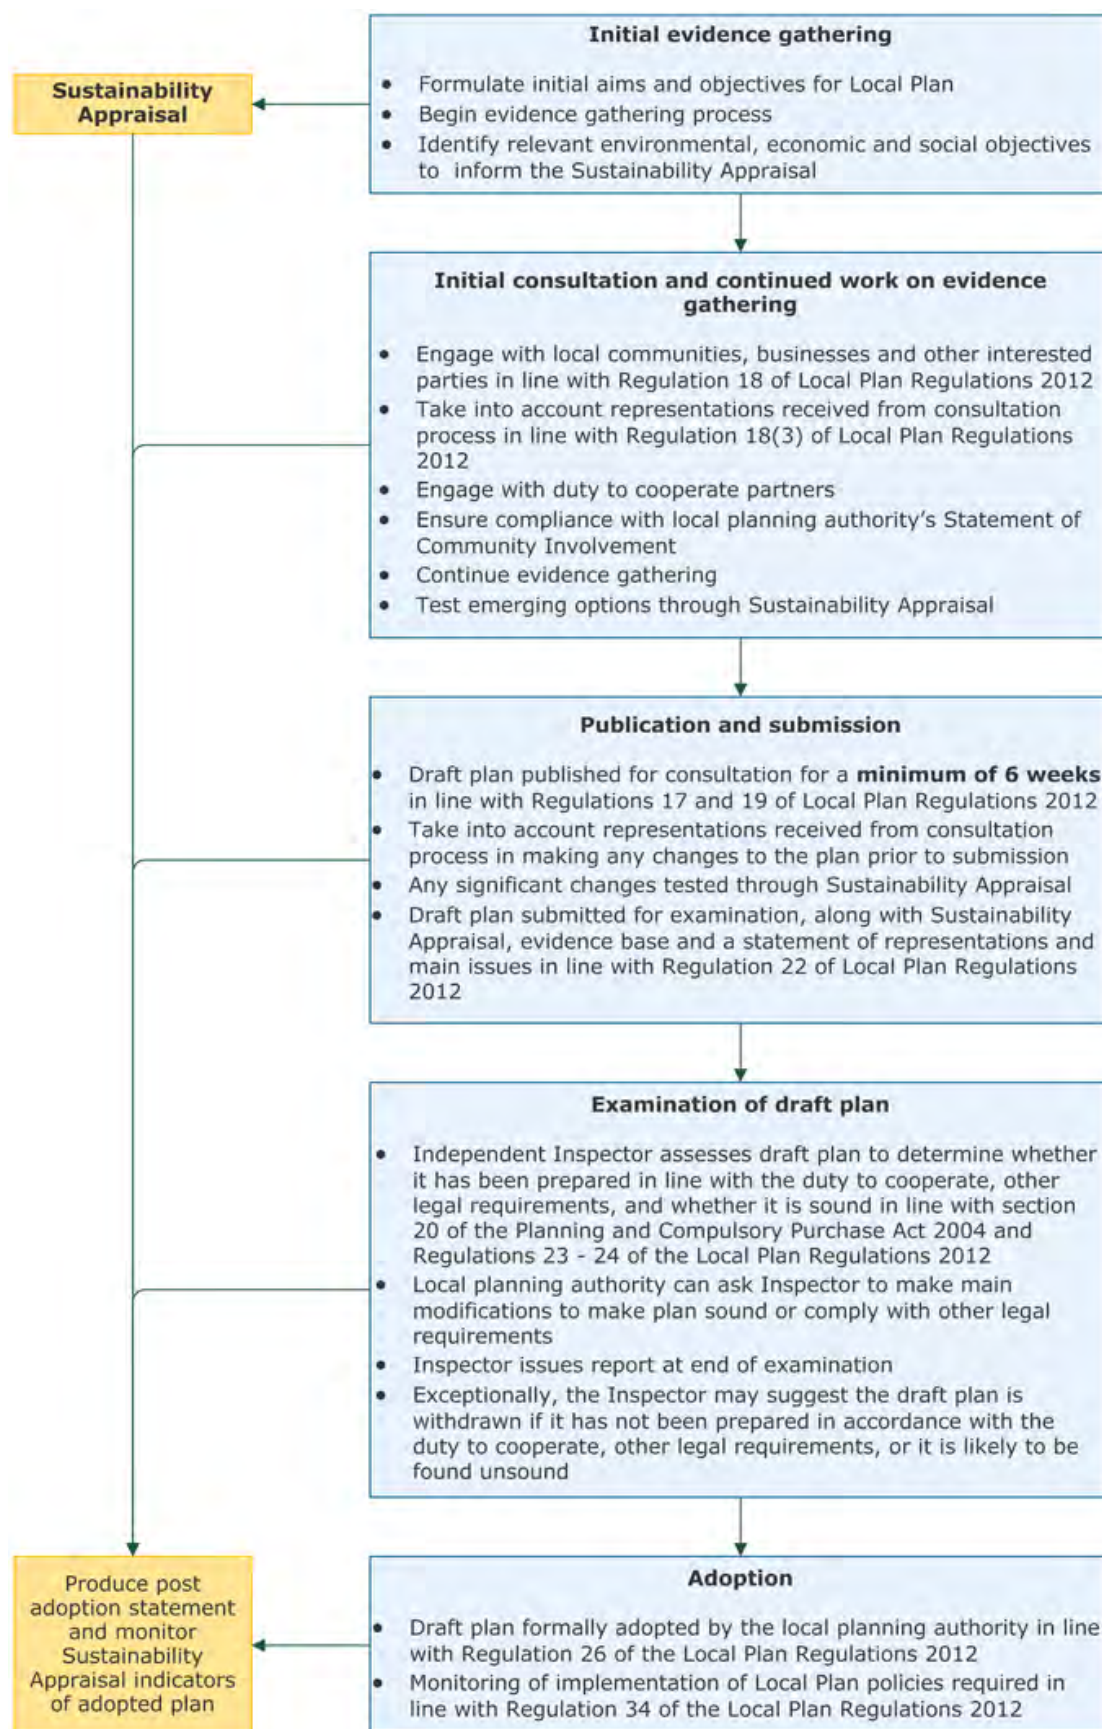 Initial evidence gathering
• Formulate initial aims and objectives for Local Plan
• Begin evidence gathering process
• Identify relevant environmental, economic and social objectives
to inform the Sustainability Appraisal
Sustainability
Appraisal
Initial consultation and continued work on evidence
gathering
• Engage with local communities, businesses and other interested
parties in line with Regulation 18 of Local Plan Regulations 2012
• Take into account representations received from consultation
process in line with Regulation 18(3) of Local Plan Regulations
2012
• Engage with duty to cooperate partners
• Ensure compliance with local planning authority's Statement of
Community Involvement
• Continue evidence gathering
• Test emerging options through Sustainability Appraisal
Publication and submission
• Draft plan published for consultation for a minimum of 6 weeks
in line with Regulations 17 and 19 of Local Plan Regulations 2012
• Take into account representations received from consultation
process in making any changes to the plan prior to submission
• Any significant changes tested through Sustainability Appraisal
• Draft plan submitted for examination, along with Sustainability
Appraisal, evidence base and a statement of representations and
main issues in line with Regulation 22 of Local Plan Regulations
2012
Examination of draft plan
• Independent Inspector assesses draft plan to determine whether
it has been prepared in line with the duty to cooperate, other
legal requirements, and whether it is sound in line with section
20 of the Planning and Compulsory Purchase Act 2004 and
Regulations 23 - 24 of the Local Plan Regulations 2012
• Local planning authority can ask Inspector to make main
modifications to make plan sound or comply with other legal
requirements
• Inspector issues report at end of examination
• Exceptionally, the Inspector may suggest the draft plan is
withdrawn if it has not been prepared in accordance with the
duty to cooperate, other legal requirements, or it is likely to be
found unsound
Adoption
• Draft plan formally adopted by the local planning authority in line
with Regulation 26 of the Local Plan Regulations 2012
• Monitoring of implementation of Local Plan policies required in
line with Regulation 34 of the Local Plan Regulations 2012
Produce post
adoption statement
and monitor
Sustainability
Appraisal indicators
of adopted plan